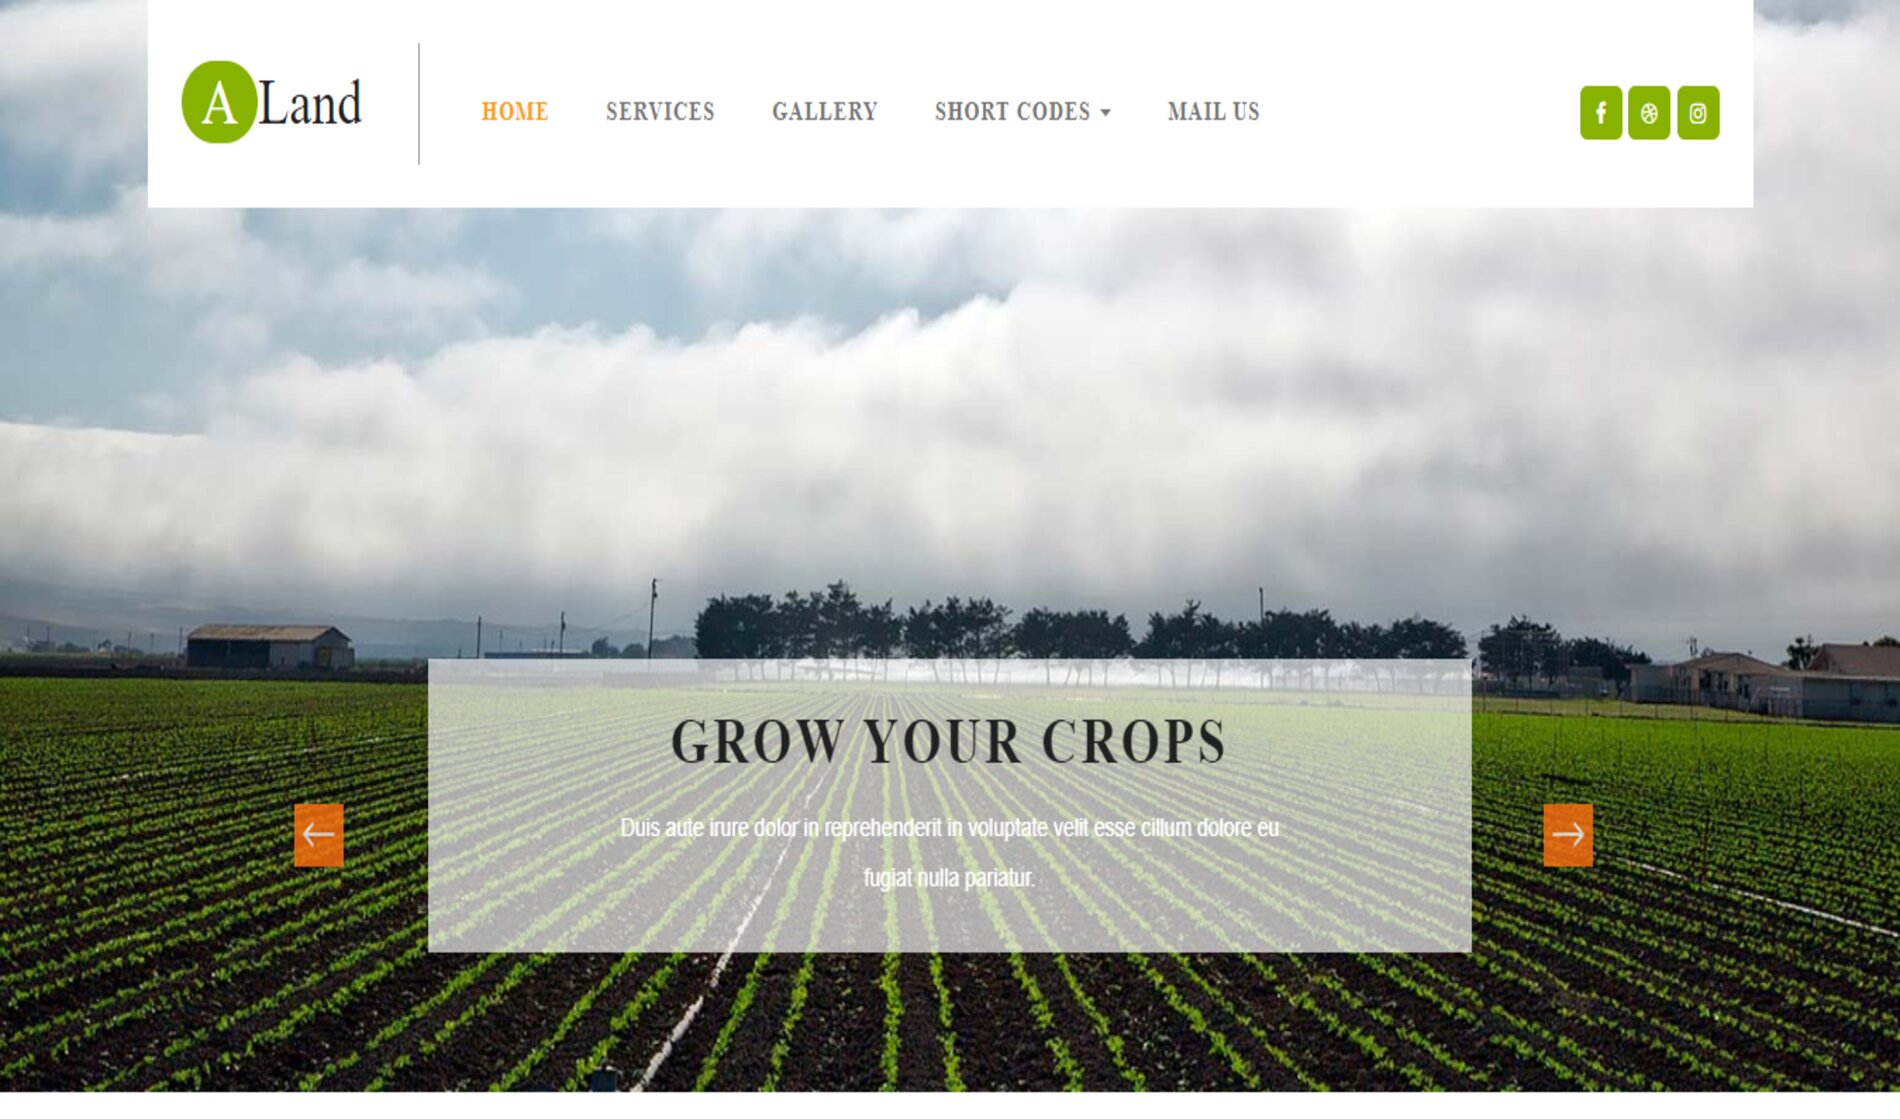 A Land
HOME SERVICES GALLERY SHORT CODES MAIL US
GROW YOUR CROPS
Duis aute irure dolor in reprehenderit in voluptate velit esse cillum dolore eu
fugiat nulla pariatur.